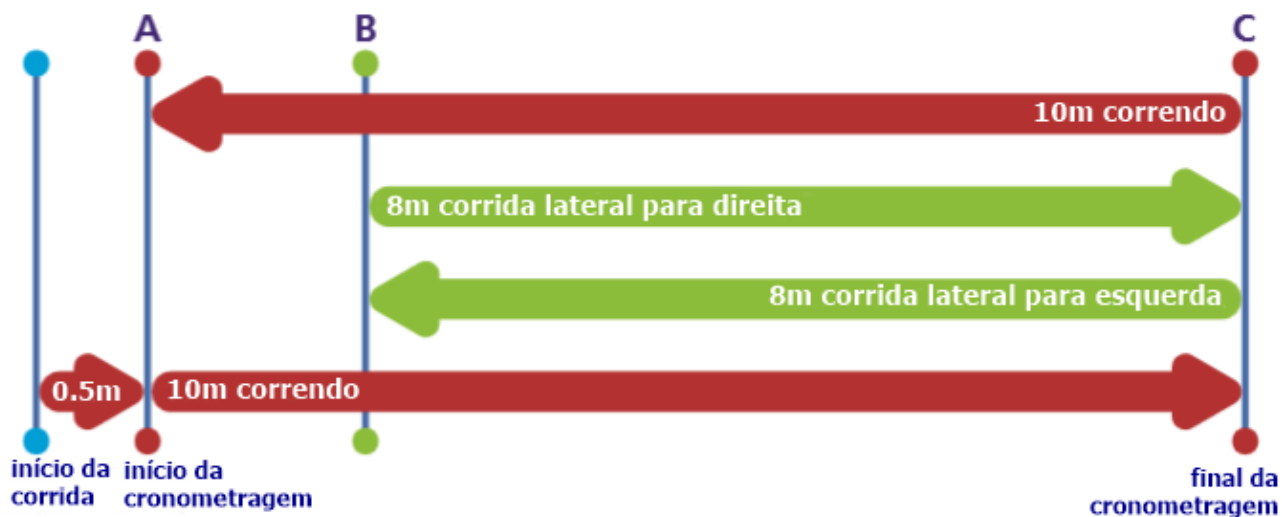 A B C
10m correndo
8m corrida lateral para direita
8m corrida lateral para esquerda
0.5m 10m correndo
início da
corrida
início da
cronometragem
final da
cronometragem